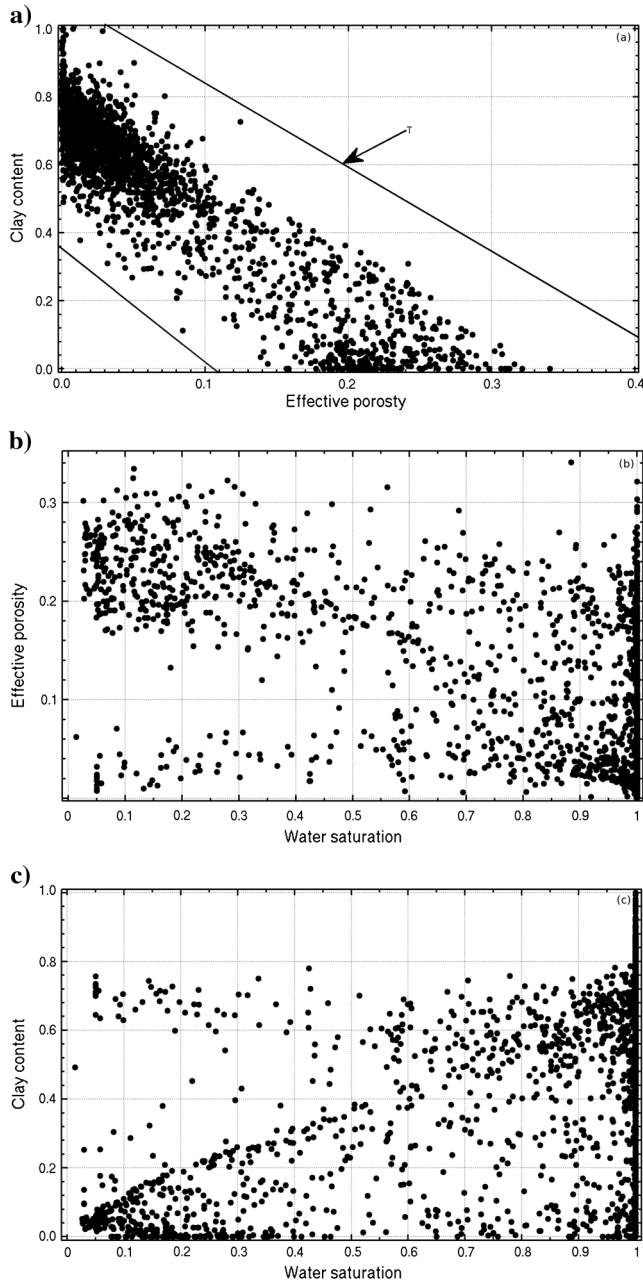 a)
(a)
1.0
0.8
0.6
0.4
0.2
0.0
Clay content
T
0.0 0.1 0.2 0.3 0.4
Effective porosty
b)
(b)
0.3
0.2
0.1
Effective porosity
0 0.1 0.2 0.3 0.4 0.5 0.6 0.7 0.8 0.9 1
Water saturation
c)
(c)
1.0
0.8
0.6
0.4
0.2
0.0
Clay content
0 0.1 0.2 0.3 0.4 0.5 0.6 0.7 0.8 0.9 1
Water saturation